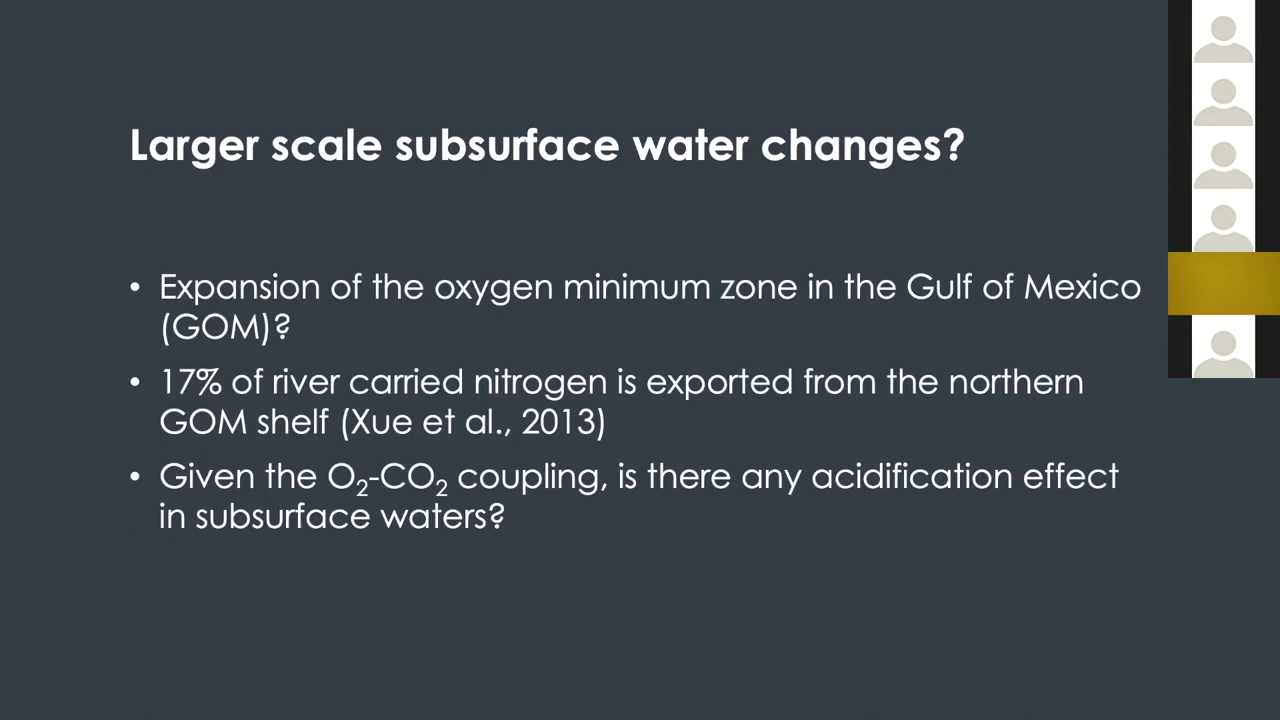 Larger scale subsurface water changes?
• Expansion of the oxygen minimum zone in the Gulf of Mexico
(GOM)?
• 17% of river carried nitrogen is exported from the northern
GOM shelf (Xue et al., 2013)
• Given the O₂-CO₂ coupling, is there any acidification effect
in subsurface waters?